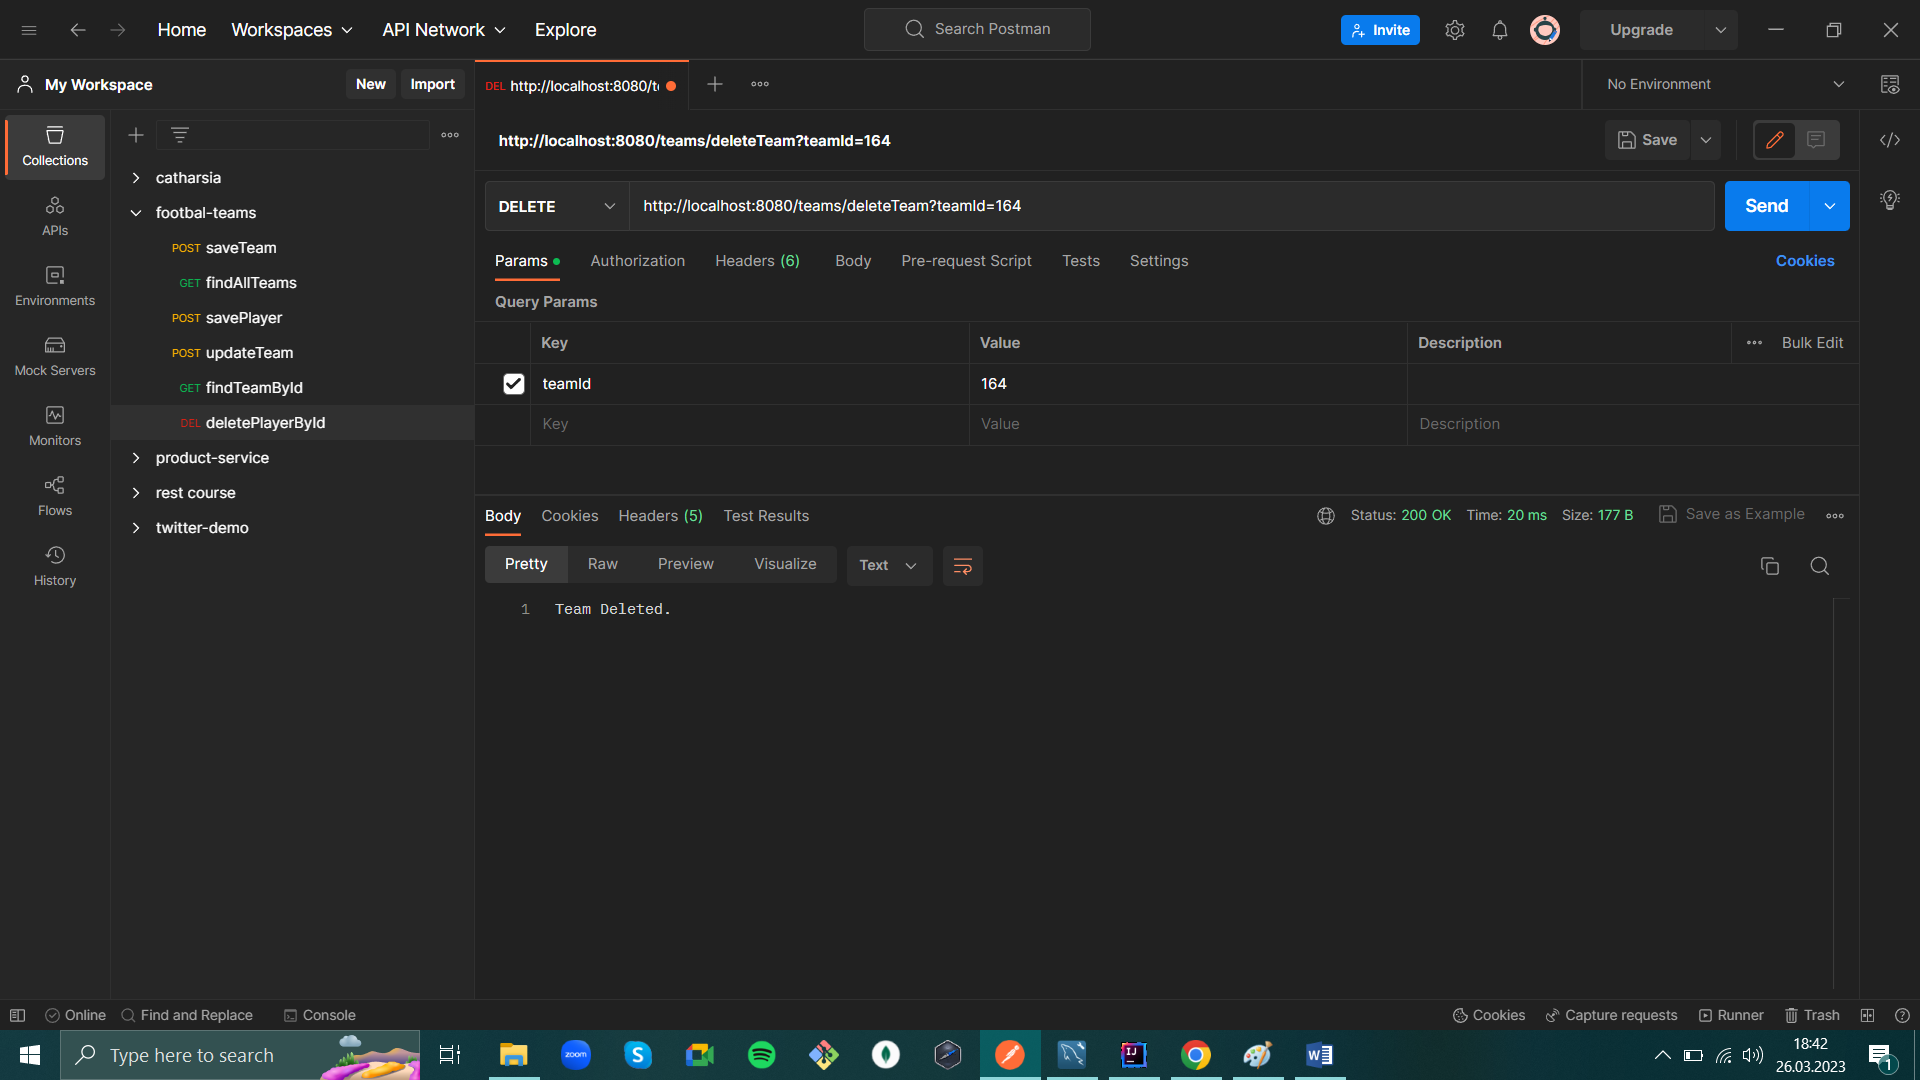 Home Workspaces API Network Explore Search Postman Invite Upgrade
My Workspace New Import DEL http://localhost:8080/t No Environment
Collections
APIs
Environments
Mock Servers
Monitors
Flows
History
catharsia
footbal-teams
POST saveTeam
GET findAllTeams
POST savePlayer
POST updateTeam
GET findTeamById
DEL deletePlayerById
product-service
rest course
twitter-demo
http://localhost:8080/teams/deleteTeam?teamId=164 Save
DELETE http://localhost:8080/teams/deleteTeam?teamId=164 Send
Params Authorization Headers (6) Body Pre-request Script Tests Settings Cookies
Query Params
Key Value Description Bulk Edit
teamId 164
Key Value Description
Body Cookies Headers (5) Test Results Status: 200 OK Time: 20 ms Size: 177 B Save as Example
Pretty Raw Preview Visualize Text
1 Team Deleted.
Online Find and Replace Console Cookies Capture requests Runner Trash
Type here to search zoom IJ W 18:42
26.03.2023 1